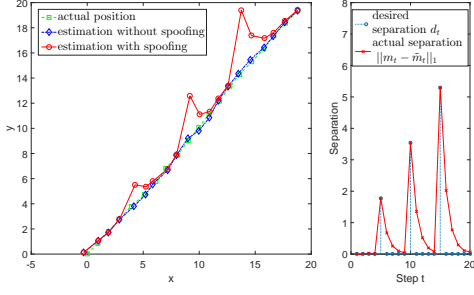 actual position
estimation without spoofing
estimation with spoofing
20
18
16
14
12
10
8
6
4
2
0
y
-5
0
5
10
15
20
x
desired
separation d_t
actual separation
||m_t - m̃_t||_1
8
7
6
5
4
3
2
1
0
Separation
0
10
20
Step t